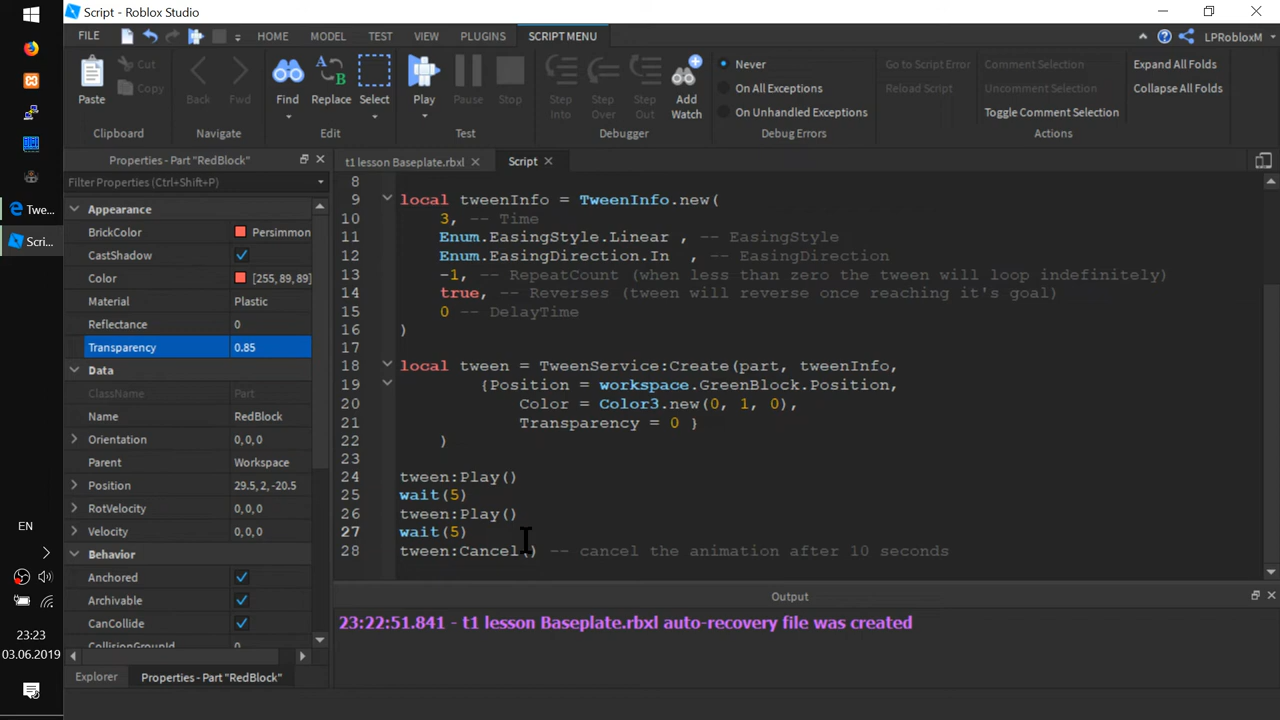 Script - Roblox Studio
FILE
HOME
MODEL
TEST
VIEW
PLUGINS
SCRIPT MENU
LPRobloxM
Paste
Cut
Copy
Clipboard
Back
Fwd
Navigate
Find
Replace
Select
Edit
Play
Pause
Stop
Test
Step Into
Step Over
Step Out
Add Watch
Debugger
Never
On All Exceptions
On Unhandled Exceptions
Debug Errors
Go to Script Error
Reload Script
Comment Selection
Uncomment Selection
Toggle Comment Selection
Actions
Expand All Folds
Collapse All Folds
Properties - Part "RedBlock"
Filter Properties (Ctrl+Shift+P)
Appearance
BrickColor Persimmon
CastShadow
Color [255,89,89]
Material Plastic
Reflectance 0
Transparency 0.85
Data
ClassName Part
Name RedBlock
Orientation 0, 0, 0
Parent Workspace
Position 29.5, 2, -20.5
RotVelocity 0, 0, 0
Velocity 0, 0, 0
Behavior
Anchored
Archivable
CanCollide
CollisionGroupId 0
Explorer
Properties - Part "RedBlock"
t1 lesson Baseplate.rbxl
Script
8
9 local tweenInfo = TweenInfo.new(
10 3, -- Time
11 Enum.EasingStyle.Linear , -- EasingStyle
12 Enum.EasingDirection.In , -- EasingDirection
13 -1, -- RepeatCount (when less than zero the tween will loop indefinitely)
14 true, -- Reverses (tween will reverse once reaching it's goal)
15 0 -- DelayTime
16 )
17
18 local tween = TweenService:Create(part, tweenInfo,
19 {Position = workspace.GreenBlock.Position,
20 Color = Color3.new(0, 1, 0),
21 Transparency = 0 }
22 )
23
24 tween:Play()
25 wait(5)
26 tween:Play()
27 wait(5)
28 tween:Cancel() -- cancel the animation after 10 seconds
Output
23:22:51.841 - t1 lesson Baseplate.rbxl auto-recovery file was created
Twe...
Scri...
EN
23:23
03.06.2019